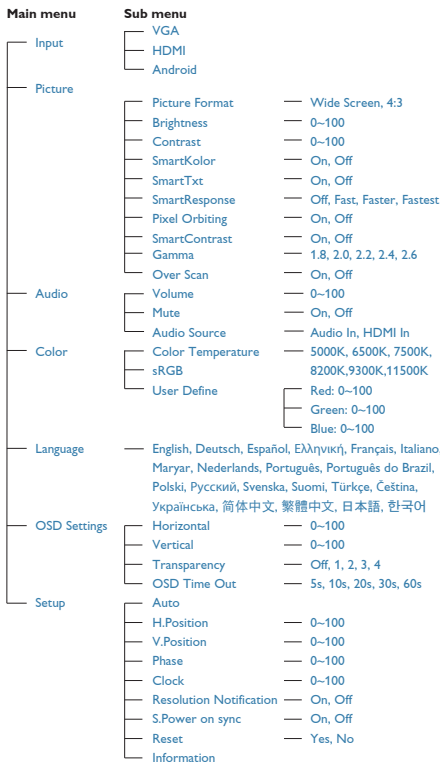 Main menu Sub menu
Input VGA
HDMI
Android
Picture
Picture Format Wide Screen, 4:3
Brightness 0~100
Contrast 0~100
SmartKolor On, Off
SmartTxt On, Off
SmartResponse Off, Fast, Faster, Fastest
Pixel Orbiting On, Off
SmartContrast On, Off
Gamma 1.8, 2.0, 2.2, 2.4, 2.6
Over Scan On, Off
Audio Volume 0~100
Mute On, Off
Audio Source Audio In, HDMI In
Color Color Temperature 5000K, 6500K, 7500K,
sRGB 8200K,9300K,11500K
User Define Red: 0~100
Green: 0~100
Blue: 0~100
Language English, Deutsch, Español, Ελληνική, Français, Italiano,
Maryar, Nederlands, Português, Português do Brazil,
Polski, Русский, Svenska, Suomi, Türkçe, Čeština,
Українська, 简体中文, 繁體中文, 日本語, 한국어
OSD Settings Horizontal 0~100
Vertical 0~100
Transparency Off, 1, 2, 3, 4
OSD Time Out 5s, 10s, 20s, 30s, 60s
Setup Auto
H.Position 0~100
V.Position 0~100
Phase 0~100
Clock 0~100
Resolution Notification On, Off
S.Power on sync On, Off
Reset Yes, No
Information